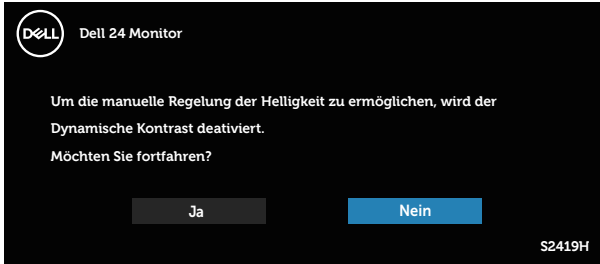 DELL
Dell 24 Monitor
Um die manuelle Regelung der Helligkeit zu ermöglichen, wird der
Dynamische Kontrast deativiert.
Möchten Sie fortfahren?
Ja Nein
S2419H